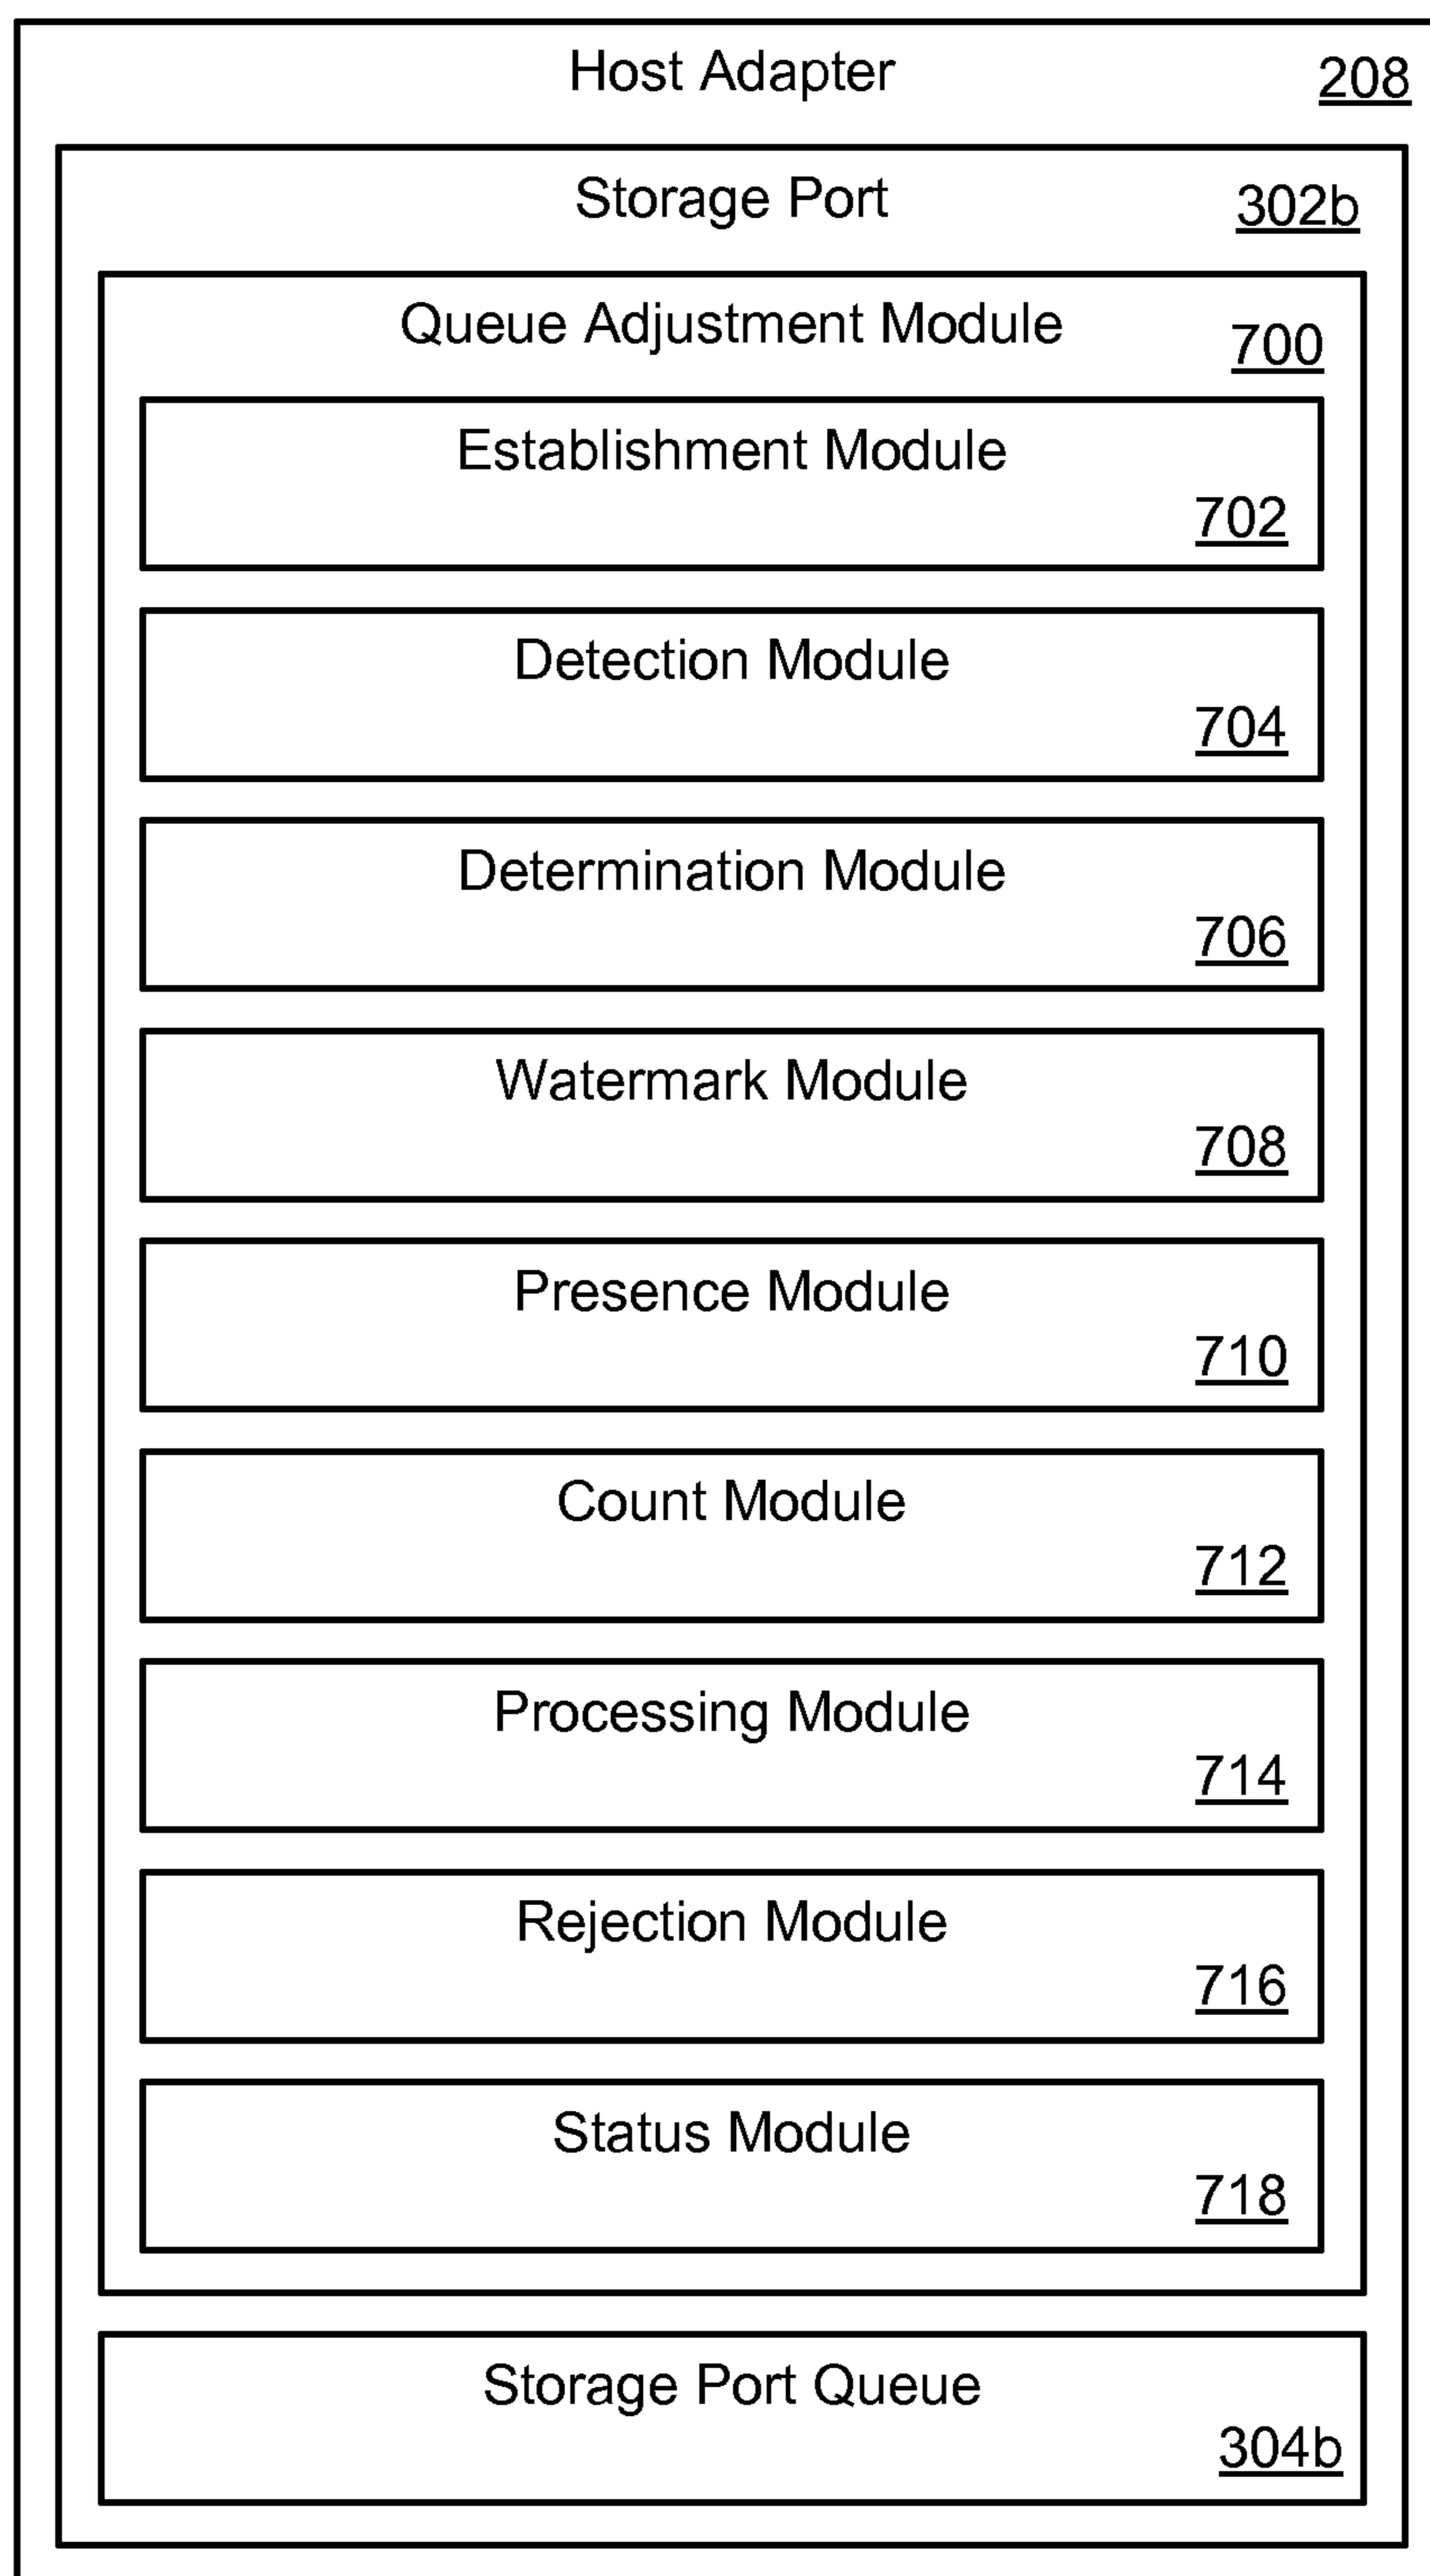 Host Adapter 208
Storage Port 302b
Queue Adjustment Module 700
Establishment Module
702
Detection Module
704
Determination Module
706
Watermark Module
708
Presence Module
710
Count Module
712
Processing Module
714
Rejection Module
716
Status Module
718
Storage Port Queue
304b